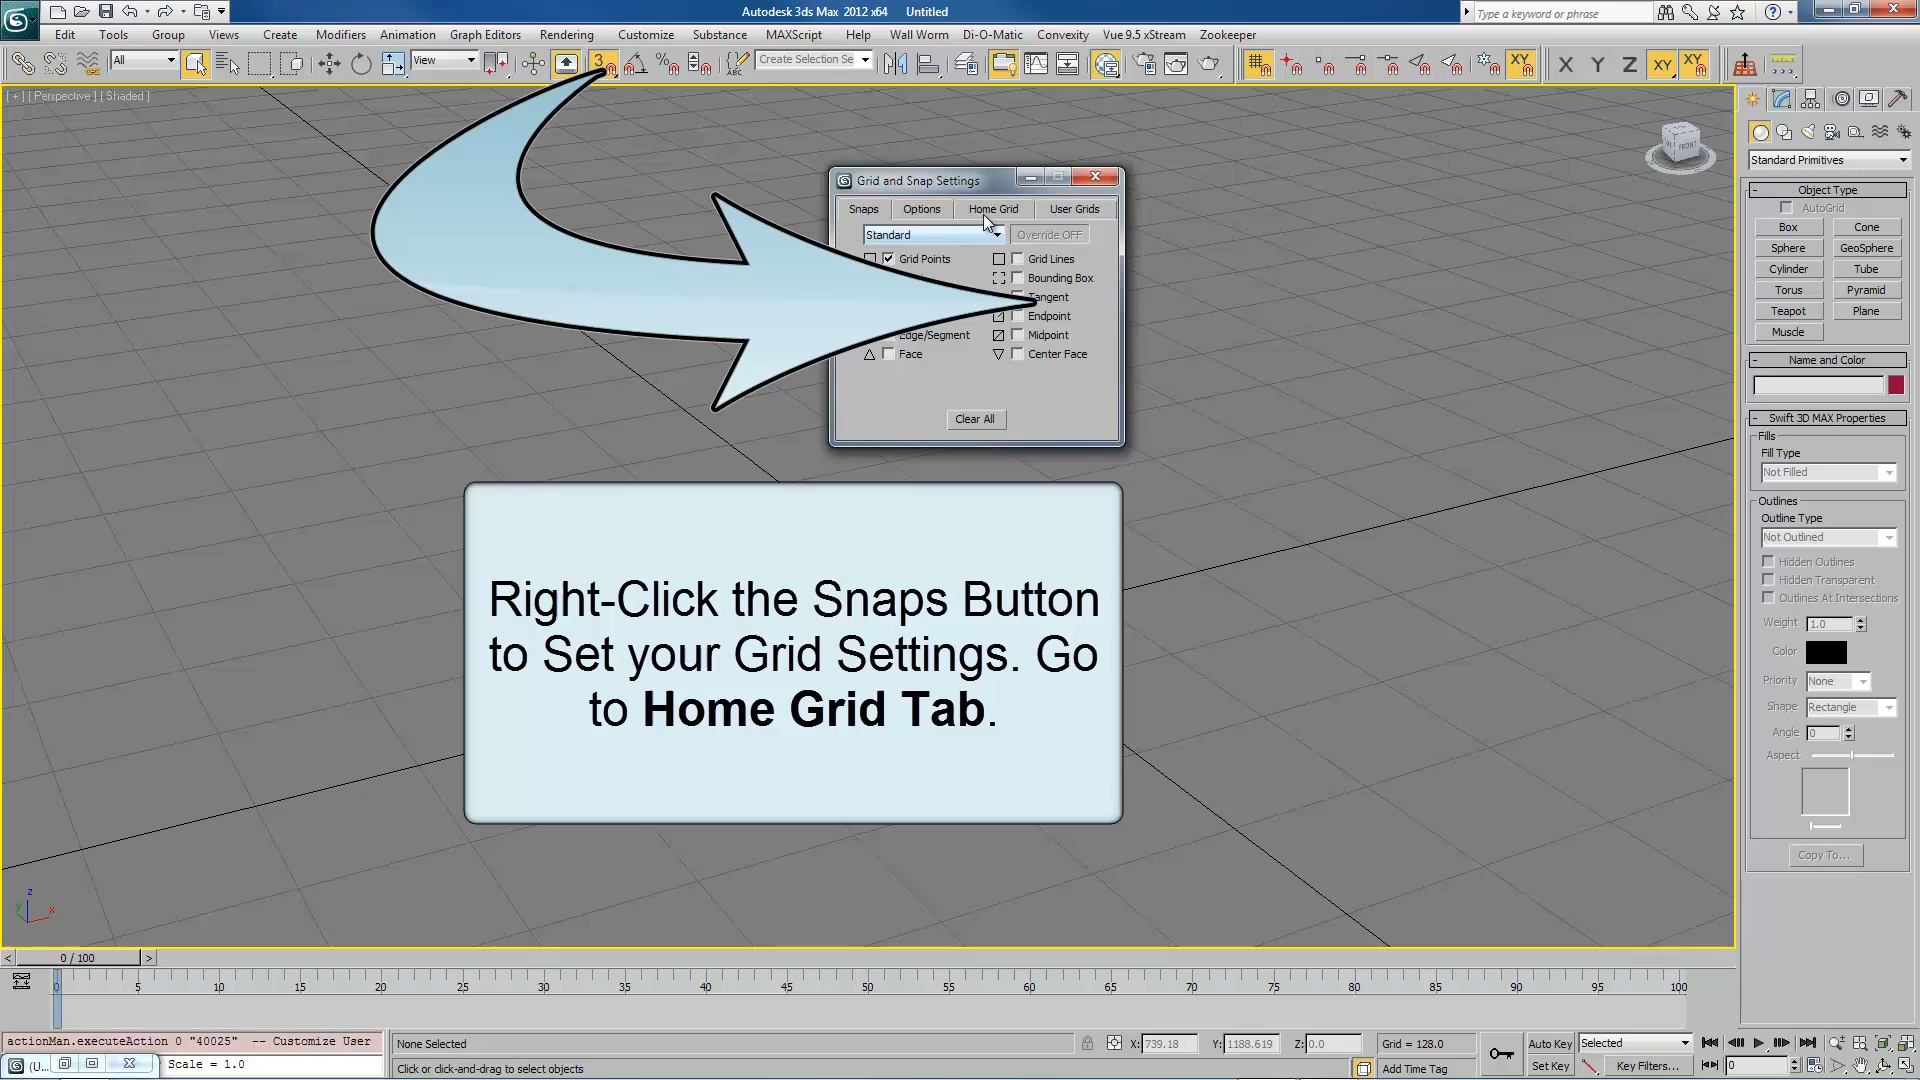 Autodesk 3ds Max 2012 x64 Untitled
Type a keyword or phrase
Edit Tools Group Views Create Modifiers Animation Graph Editors Rendering Customize Substance MAXScript Help Wall Worm Di-O-Matic Convexity Vue 9.5 xStream Zookeeper
All View 3 Create Selection Se X Y Z XY XY
[ + ] [ Perspective ] [ Shaded ]
FRONT
Grid and Snap Settings
Snaps Options Home Grid User Grids
Standard Override OFF
Grid Points Grid Lines
Bounding Box
Tangent
Endpoint
Edge/Segment Midpoint
Face Center Face
Clear All
Right-Click the Snaps Button
to Set your Grid Settings. Go
to Home Grid Tab.
Standard Primitives
- Object Type
AutoGrid
Box Cone
Sphere GeoSphere
Cylinder Tube
Torus Pyramid
Teapot Plane
Muscle
- Name and Color
- Swift 3D MAX Properties
Fills
Fill Type
Not Filled
Outlines
Outline Type
Not Outlined
Hidden Outlines
Hidden Transparent
Outlines At Intersections
Weight 1.0
Color
Priority None
Shape Rectangle
Angle 0
Aspect
Copy To...
z
y x
< 0 / 100 >
0 5 10 15 20 25 30 35 40 45 50 55 60 65 70 75 80 85 90 95 100
actionMan.executeAction 0 "40025" -- Customize User
None Selected X: 739.18 Y: 1188.619 Z: 0.0 Grid = 128.0 Auto Key Selected
(U... Scale = 1.0
Click or click-and-drag to select objects Add Time Tag Set Key Key Filters... 0